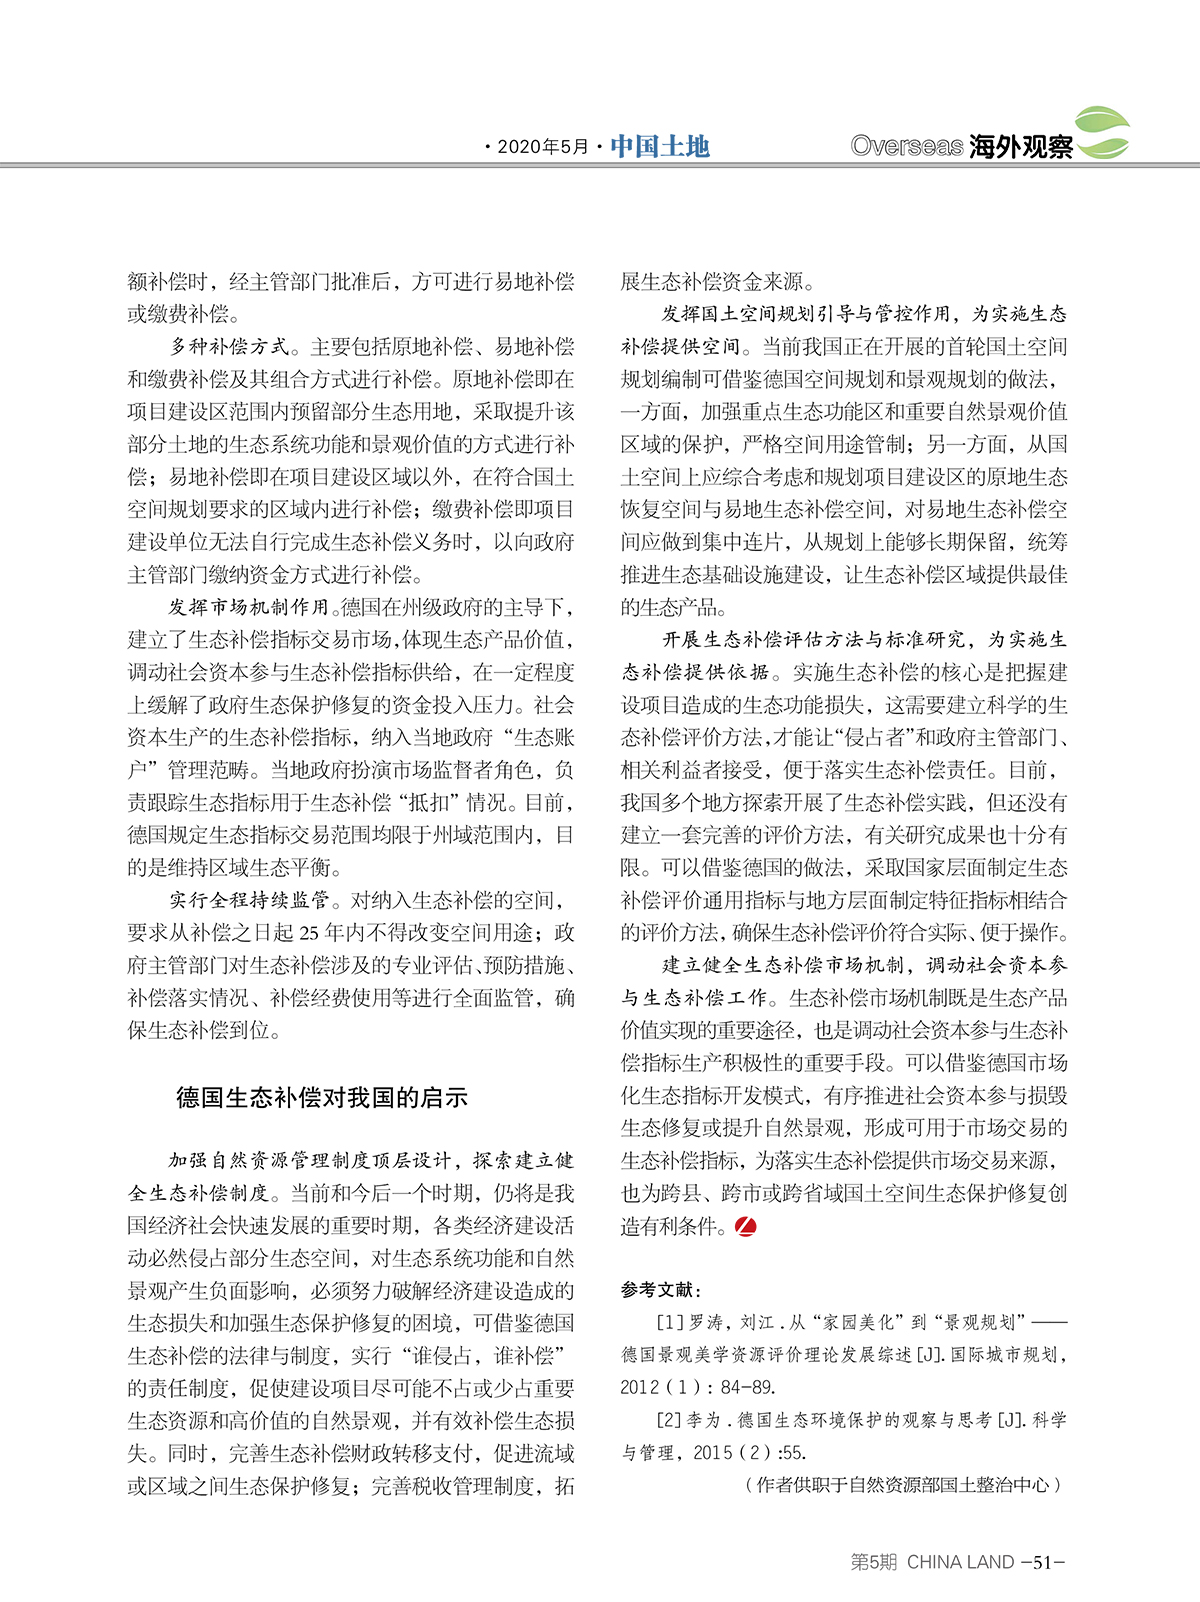 ·2020年5月·中国土地
Overseas 海外观察
额补偿时，经主管部门批准后，方可进行易地补偿
或缴费补偿。
多种补偿方式。主要包括原地补偿、易地补偿
和缴费补偿及其组合方式进行补偿。原地补偿即在
项目建设区范围内预留部分生态用地，采取提升该
部分土地的生态系统功能和景观价值的方式进行补
偿；易地补偿即在项目建设区域以外，在符合国土
空间规划要求的区域内进行补偿；缴费补偿即项目
建设单位无法自行完成生态补偿义务时，以向政府
主管部门缴纳资金方式进行补偿。
发挥市场机制作用。德国在州级政府的主导下，
建立了生态补偿指标交易市场，体现生态产品价值，
调动社会资本参与生态补偿指标供给，在一定程度
上缓解了政府生态保护修复的资金投入压力。社会
资本生产的生态补偿指标，纳入当地政府“生态账
户”管理范畴。当地政府扮演市场监督者角色，负
责跟踪生态指标用于生态补偿“抵扣”情况。目前，
德国规定生态指标交易范围均限于州域范围内，目
的是维持区域生态平衡。
实行全程持续监管。对纳入生态补偿的空间，
要求从补偿之日起 25 年内不得改变空间用途；政
府主管部门对生态补偿涉及的专业评估、预防措施、
补偿落实情况、补偿经费使用等进行全面监管，确
保生态补偿到位。
德国生态补偿对我国的启示
加强自然资源管理制度顶层设计，探索建立健
全生态补偿制度。当前和今后一个时期，仍将是我
国经济社会快速发展的重要时期，各类经济建设活
动必然侵占部分生态空间，对生态系统功能和自然
景观产生负面影响，必须努力破解经济建设造成的
生态损失和加强生态保护修复的困境，可借鉴德国
生态补偿的法律与制度，实行“谁侵占，谁补偿”
的责任制度，促使建设项目尽可能不占或少占重要
生态资源和高价值的自然景观，并有效补偿生态损
失。同时，完善生态补偿财政转移支付，促进流域
或区域之间生态保护修复；完善税收管理制度，拓
展生态补偿资金来源。
发挥国土空间规划引导与管控作用，为实施生态
补偿提供空间。当前我国正在开展的首轮国土空间
规划编制可借鉴德国空间规划和景观规划的做法，
一方面，加强重点生态功能区和重要自然景观价值
区域的保护，严格空间用途管制；另一方面，从国
土空间上应综合考虑和规划项目建设区的原地生态
恢复空间与易地生态补偿空间，对易地生态补偿空
间应做到集中连片，从规划上能够长期保留，统筹
推进生态基础设施建设，让生态补偿区域提供最佳
的生态产品。
开展生态补偿评估方法与标准研究，为实施生
态补偿提供依据。实施生态补偿的核心是把握建
设项目造成的生态功能损失，这需要建立科学的生
态补偿评价方法，才能让“侵占者”和政府主管部门、
相关利益者接受，便于落实生态补偿责任。目前，
我国多个地方探索开展了生态补偿实践，但还没有
建立一套完善的评价方法，有关研究成果也十分有
限。可以借鉴德国的做法，采取国家层面制定生态
补偿评价通用指标与地方层面制定特征指标相结合
的评价方法，确保生态补偿评价符合实际、便于操作。
建立健全生态补偿市场机制，调动社会资本参
与生态补偿工作。生态补偿市场机制既是生态产品
价值实现的重要途径，也是调动社会资本参与生态补
偿指标生产积极性的重要手段。可以借鉴德国市场
化生态指标开发模式，有序推进社会资本参与损毁
生态修复或提升自然景观，形成可用于市场交易的
生态补偿指标，为落实生态补偿提供市场交易来源，
也为跨县、跨市或跨省域国土空间生态保护修复创
造有利条件。
参考文献：
[1]罗涛，刘江.从“家园美化”到“景观规划”——
德国景观美学资源评价理论发展综述[J].国际城市规划，
2012（1）：84-89.
[2]李为.德国生态环境保护的观察与思考[J].科学
与管理，2015（2）:55.
（作者供职于自然资源部国土整治中心）
第5期 CHINA LAND -51-